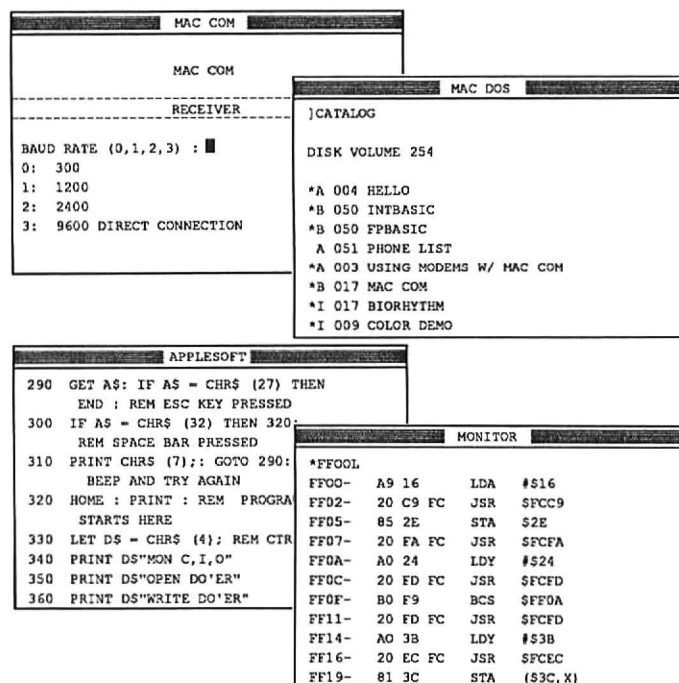 MAC COM
MAC COM
RECEIVER
BAUD RATE (0,1,2,3) :
0: 300
1: 1200
2: 2400
3: 9600 DIRECT CONNECTION
MAC DOS
]CATALOG
DISK VOLUME 254
*A 004 HELLO
*B 050 INTBASIC
*B 050 FPBASIC
A 051 PHONE LIST
*A 003 USING MODEMS W/ MAC COM
*B 017 MAC COM
*I 017 BIORHYTHM
*I 009 COLOR DEMO
APPLESOFT
290 GET A$: IF A$ = CHR$ (27) THEN
END : REM ESC KEY PRESSED
300 IF A$ = CHR$ (32) THEN 320:
REM SPACE BAR PRESSED
310 PRINT CHR$ (7);: GOTO 290:
BEEP AND TRY AGAIN
320 HOME : PRINT : REM PROGRA
STARTS HERE
330 LET D$ = CHR$ (4); REM CTR
340 PRINT D$"MON C,I,O"
350 PRINT D$"OPEN DO'ER"
360 PRINT D$"WRITE DO'ER"
MONITOR
*FF00L
FF00- A9 16 LDA #$16
FF02- 20 C9 FC JSR $FCC9
FF05- 85 2E STA $2E
FF07- 20 FA FC JSR $FCFA
FF0A- A0 24 LDY #$24
FF0C- 20 FD FC JSR $FCFD
FF0F- B0 F9 BCS $FF0A
FF11- 20 FD FC JSR $FCFD
FF14- A0 3B LDY #$3B
FF16- 20 EC FC JSR $FCEC
FF19- 81 3C STA ($3C,X)